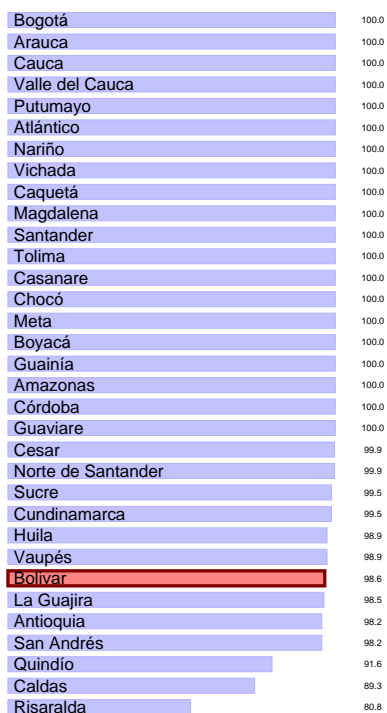 Bogotá 100.0
Arauca 100.0
Cauca 100.0
Valle del Cauca 100.0
Putumayo 100.0
Atlántico 100.0
Nariño 100.0
Vichada 100.0
Caquetá 100.0
Magdalena 100.0
Santander 100.0
Tolima 100.0
Casanare 100.0
Chocó 100.0
Meta 100.0
Boyacá 100.0
Guainía 100.0
Amazonas 100.0
Córdoba 100.0
Guaviare 100.0
Cesar 99.9
Norte de Santander 99.9
Sucre 99.5
Cundinamarca 99.5
Huila 98.9
Vaupés 98.9
Bolivar 98.6
La Guajira 98.5
Antioquia 98.2
San Andrés 98.2
Quindío 91.6
Caldas 89.3
Risaralda 80.8